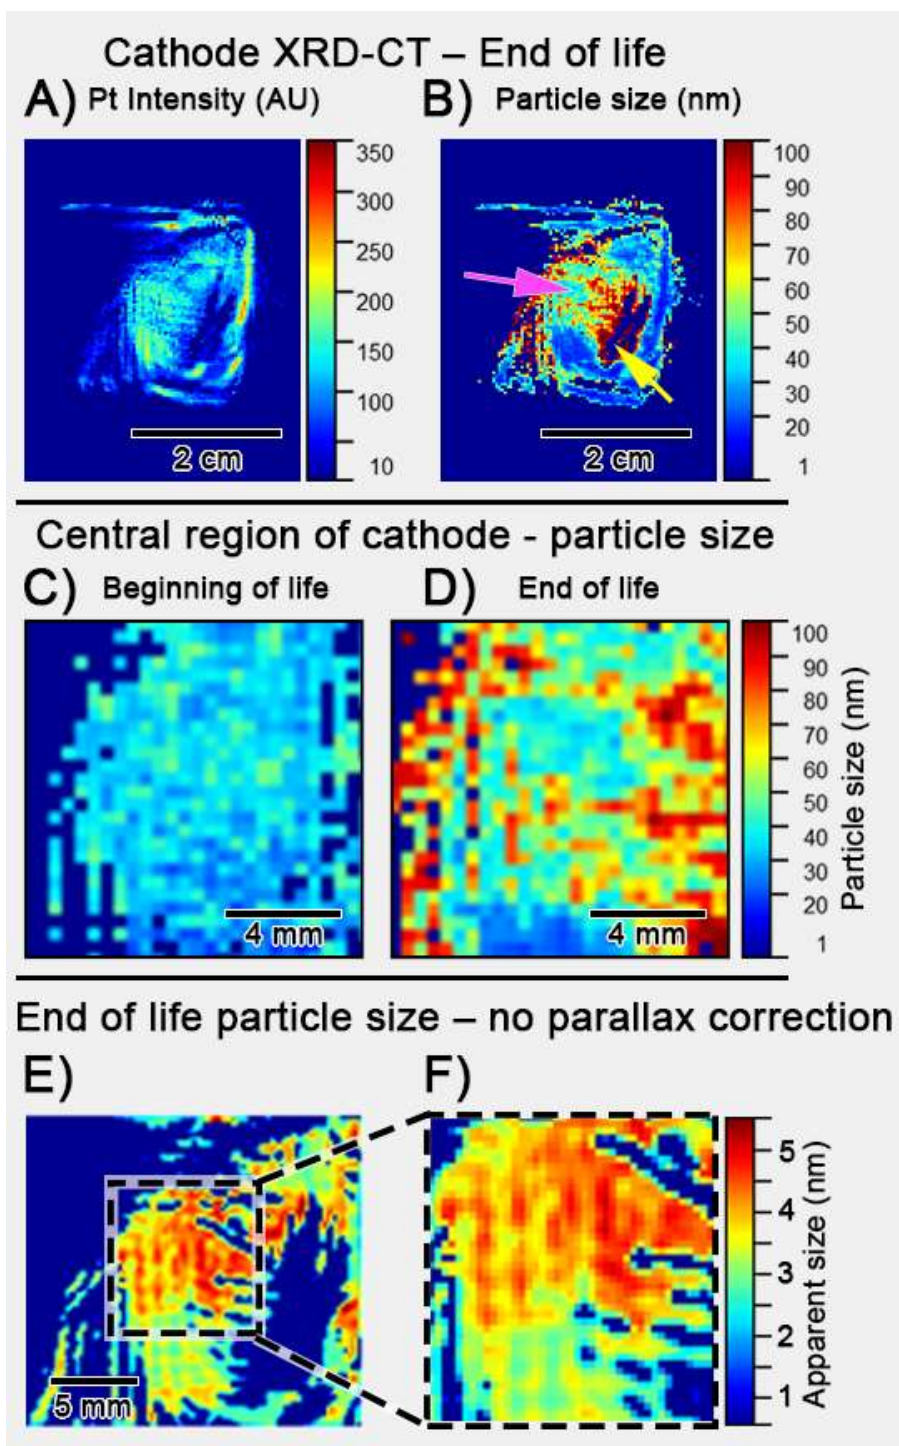 Cathode XRD-CT – End of life
A) Pt Intensity (AU)
B) Particle size (nm)
350
300
250
200
150
100
10
2 cm
100
90
80
70
60
50
40
30
20
1
2 cm
Central region of cathode - particle size
C) Beginning of life
D) End of life
4 mm
4 mm
100
90
80
70
60
50
40
30
20
1
Particle size (nm)
End of life particle size – no parallax correction
E)
F)
5 mm
5
4
3
2
1
Apparent size (nm)